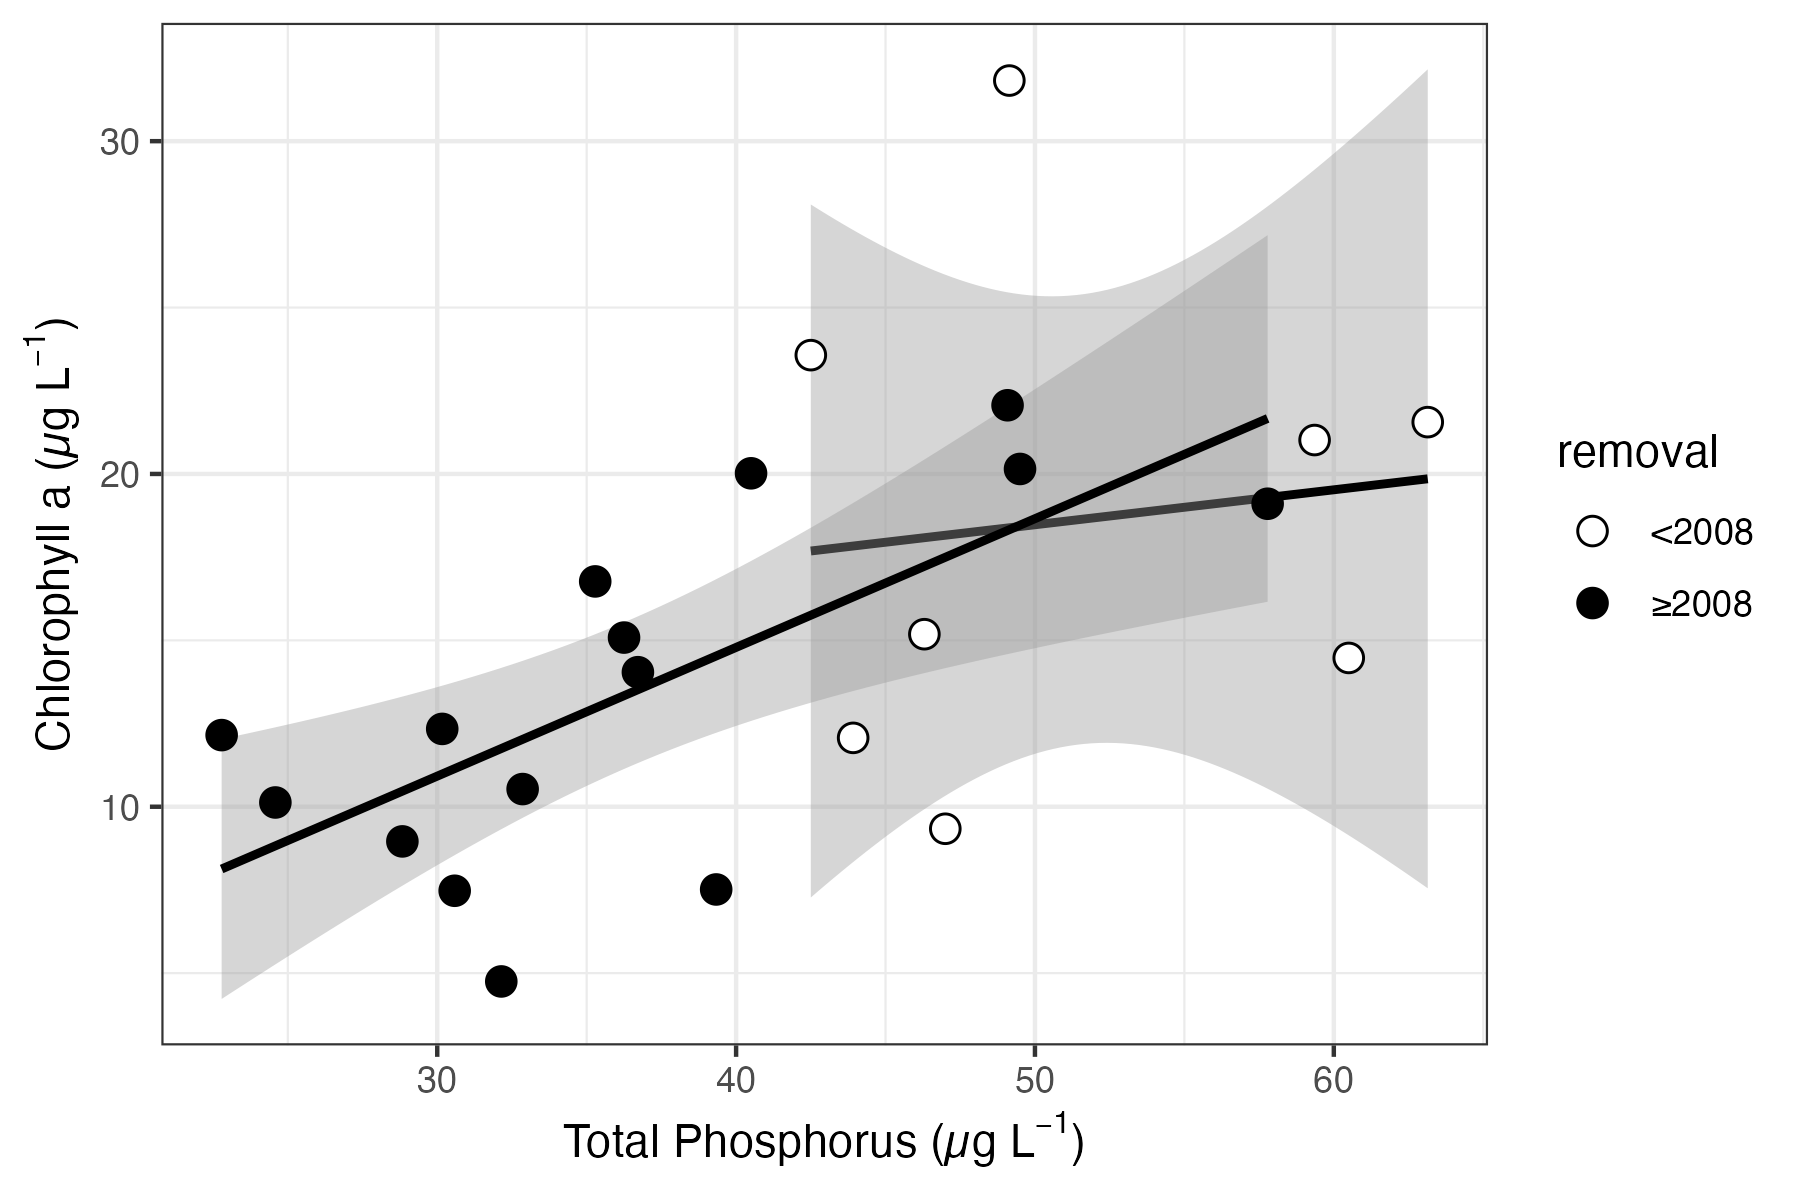 30
20
10
Chlorophyll a (µg L⁻¹)
30 40 50 60
Total Phosphorus (µg L⁻¹)
removal
<2008
≥2008